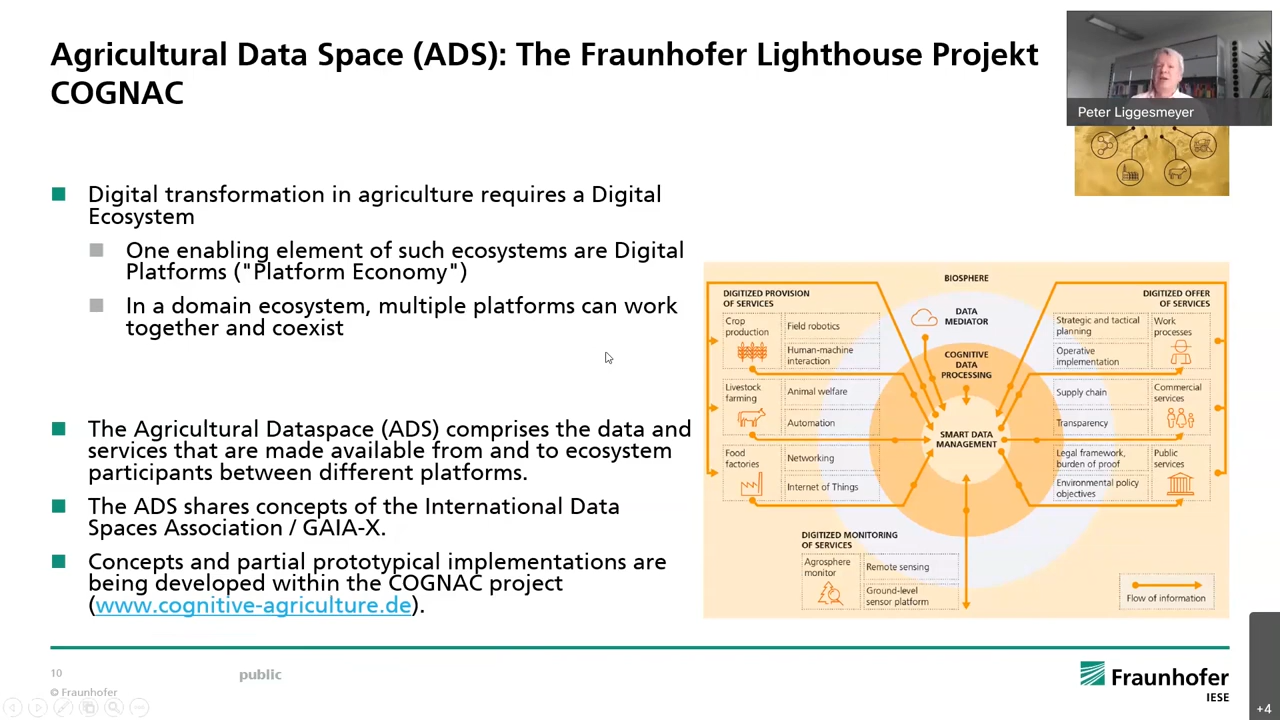 Agricultural Data Space (ADS): The Fraunhofer Lighthouse Projekt
COGNAC
Peter Liggesmeyer
Digital transformation in agriculture requires a Digital
Ecosystem
One enabling element of such ecosystems are Digital
Platforms ("Platform Economy")
In a domain ecosystem, multiple platforms can work
together and coexist
The Agricultural Dataspace (ADS) comprises the data and
services that are made available from and to ecosystem
participants between different platforms.
The ADS shares concepts of the International Data
Spaces Association / GAIA-X.
Concepts and partial prototypical implementations are
being developed within the COGNAC project
(www.cognitive-agriculture.de).
BIOSPHERE
DIGITIZED PROVISION
OF SERVICES
Crop
production
Field robotics
Human-machine
interaction
Livestock
farming
Animal welfare
Automation
Food
factories
Networking
Internet of Things
DATA
MEDIATOR
COGNITIVE
DATA
PROCESSING
SMART DATA
MANAGEMENT
DIGITIZED OFFER
OF SERVICES
Strategic and tactical
planning
Work
processes
Operative
implementation
Supply chain
Commercial
services
Transparency
Legal framework,
burden of proof
Public
services
Environmental policy
objectives
DIGITIZED MONITORING
OF SERVICES
Agrosphere
monitor
Remote sensing
Ground-level
sensor platform
Flow of information
10
public
© Fraunhofer
Fraunhofer
IESE
+4